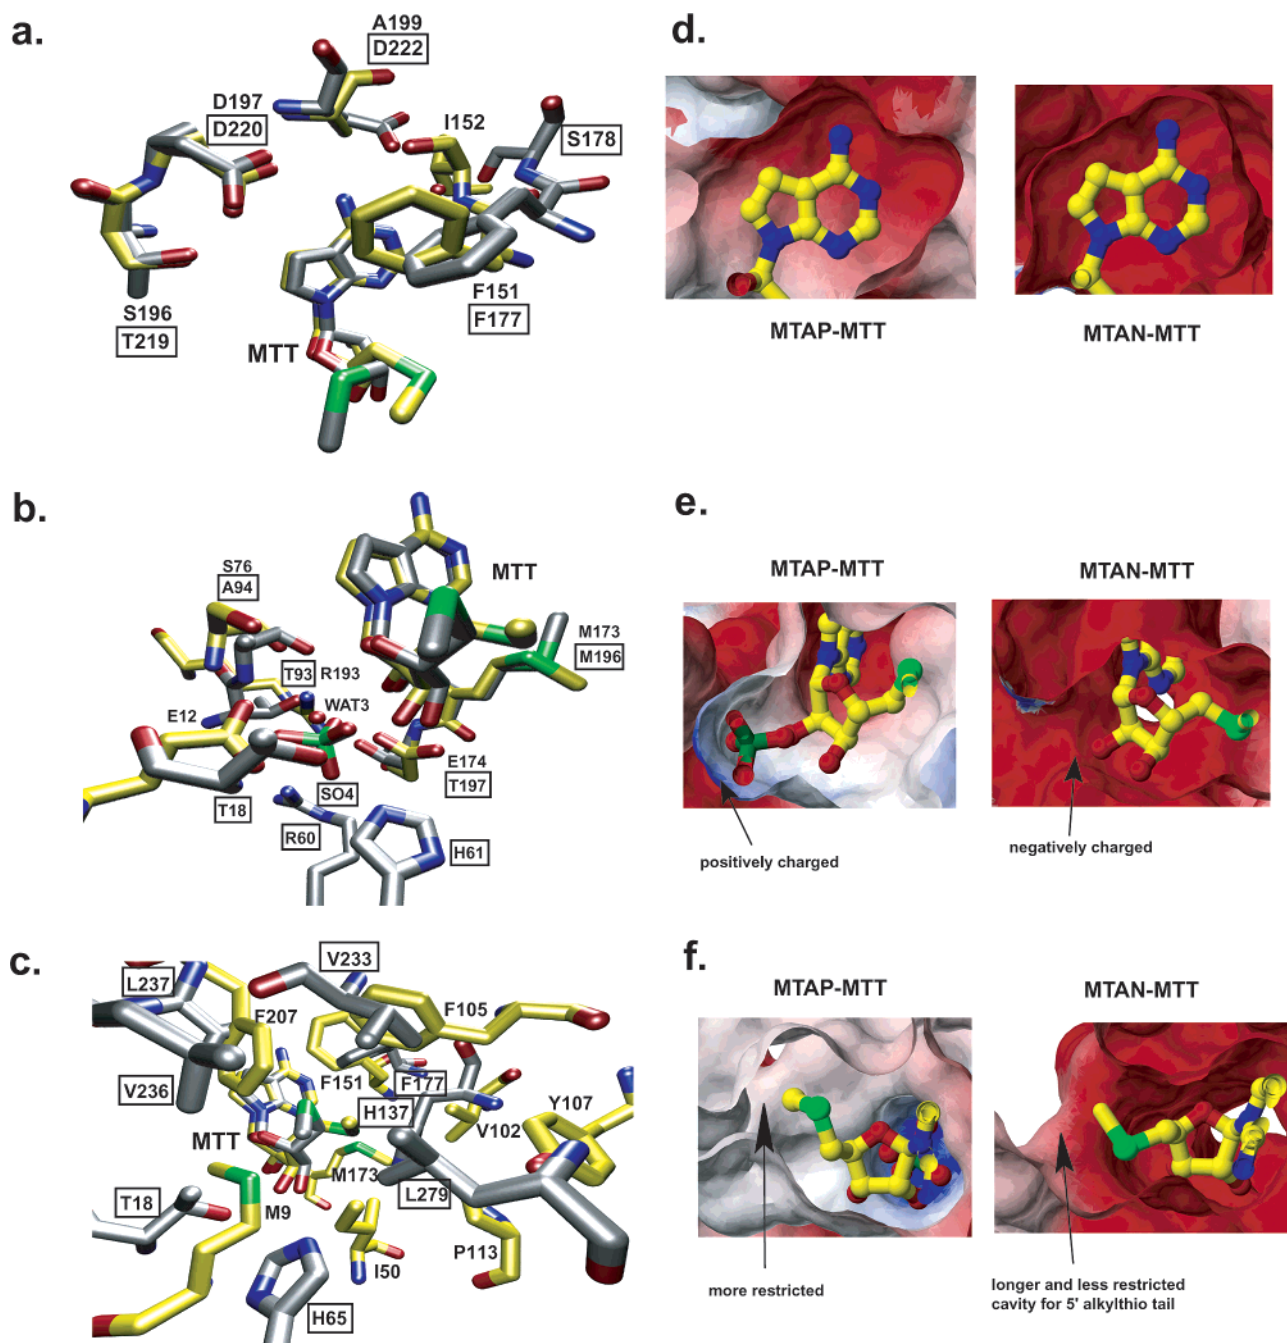 a.
A199
D222
D197
D220
I152
S178
S196
T219
F151
F177
MTT
d.
MTAP-MTT
MTAN-MTT
b.
S76
A94
MTT
M173
M196
T93
R193
WAT3
E12
E174
T197
T18
SO4
R60
H61
e.
MTAP-MTT
MTAN-MTT
positively charged
negatively charged
c.
V233
L237
F207
F105
F151
F177
V236
H137
Y107
MTT
V102
M173
L279
T18
M9
P113
I50
H65
f.
MTAP-MTT
MTAN-MTT
more restricted
longer and less restricted
cavity for 5' alkylthio tail